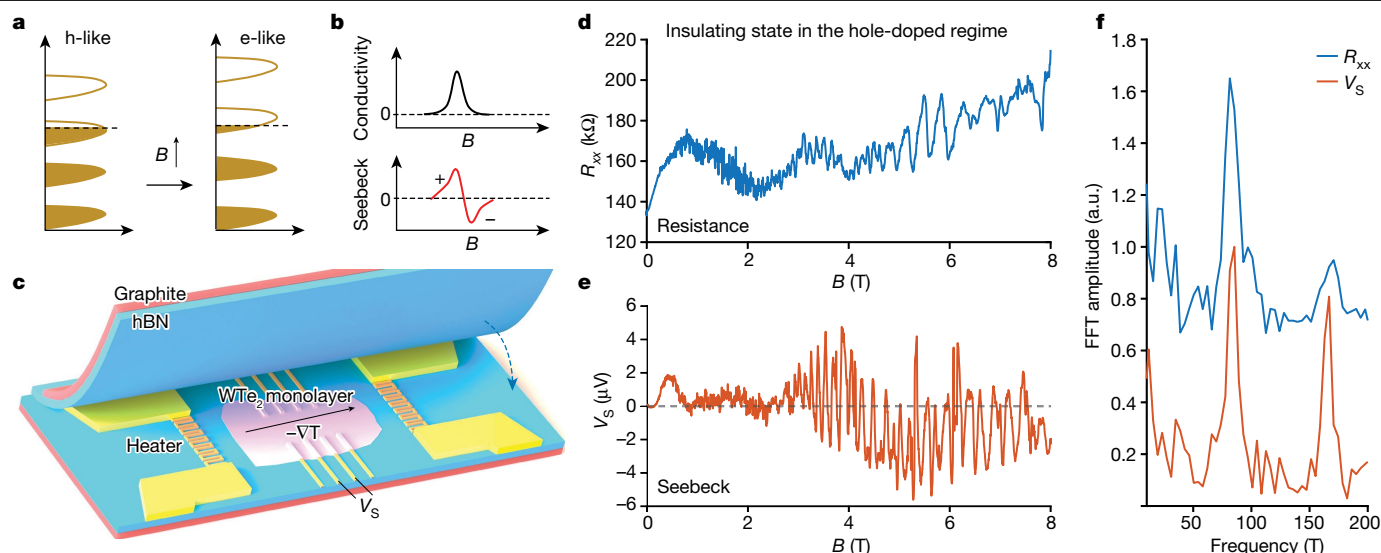 a
h-like
e-like
B
b
Conductivity
0
B
Seebeck
0
+
−
B
c
Graphite
hBN
WTe2 monolayer
−∇T
Heater
VS
d
Insulating state in the hole-doped regime
220
200
180
160
140
120
Rxx (kΩ)
Resistance
0
2
4
6
8
B (T)
e
6
4
2
0
−2
−4
−6
VS (μV)
Seebeck
0
2
4
6
8
B (T)
f
1.8
1.6
1.4
1.2
1.0
0.8
0.6
0.4
0.2
FFT amplitude (a.u.)
Rxx
VS
50
100
150
200
Frequency (T)